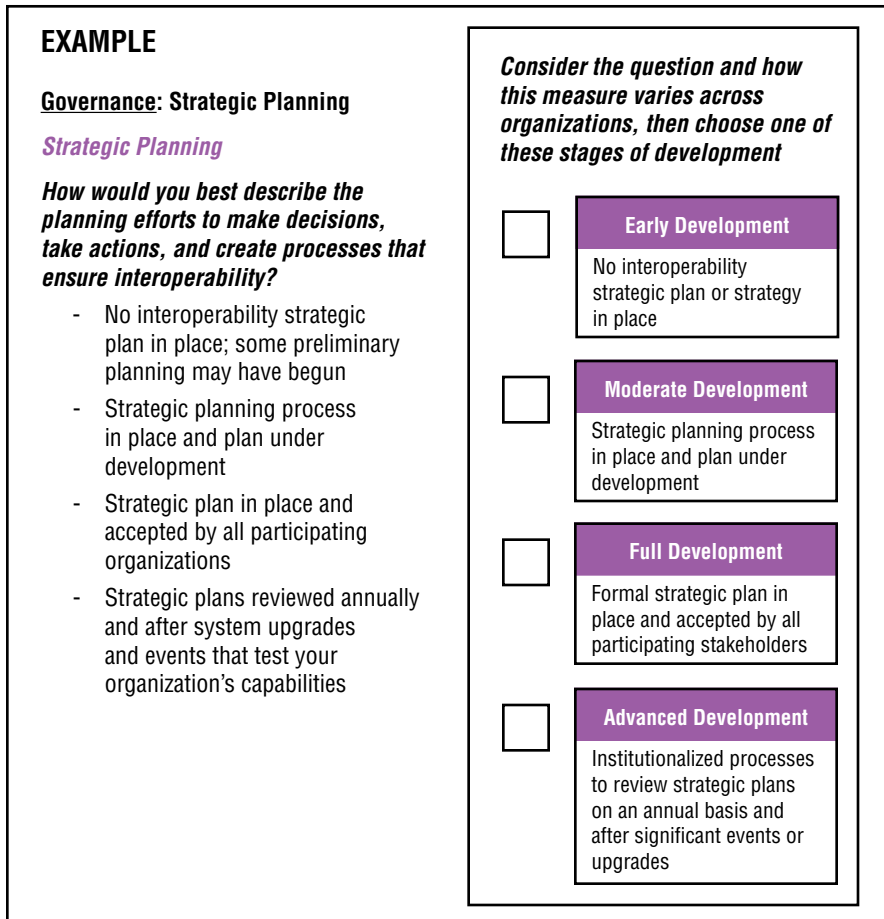 EXAMPLE
Governance: Strategic Planning
Strategic Planning
How would you best describe the
planning efforts to make decisions,
take actions, and create processes that
ensure interoperability?
- No interoperability strategic
plan in place; some preliminary
planning may have begun
- Strategic planning process
in place and plan under
development
- Strategic plan in place and
accepted by all participating
organizations
- Strategic plans reviewed annually
and after system upgrades
and events that test your
organization's capabilities
Consider the question and how
this measure varies across
organizations, then choose one of
these stages of development
Early Development
No interoperability
strategic plan or strategy
in place
Moderate Development
Strategic planning process
in place and plan under
development
Full Development
Formal strategic plan in
place and accepted by all
participating stakeholders
Advanced Development
Institutionalized processes
to review strategic plans
on an annual basis and
after significant events or
upgrades